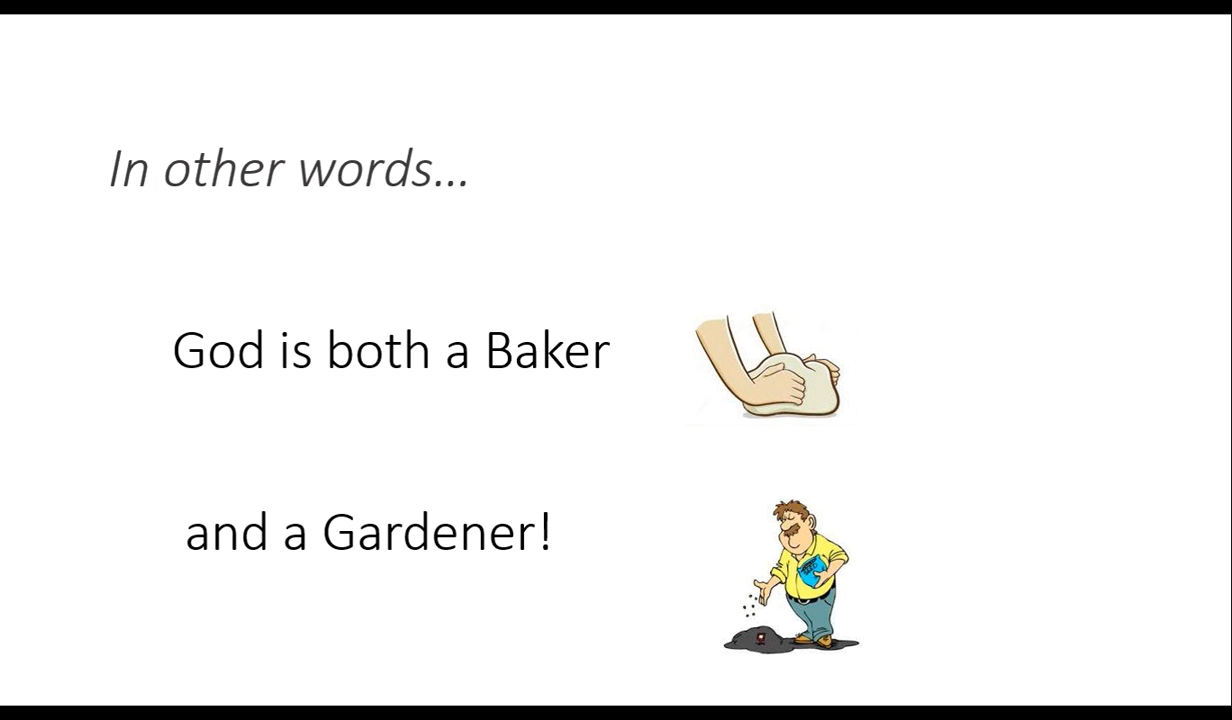 In other words...
God is both a Baker
and a Gardener!